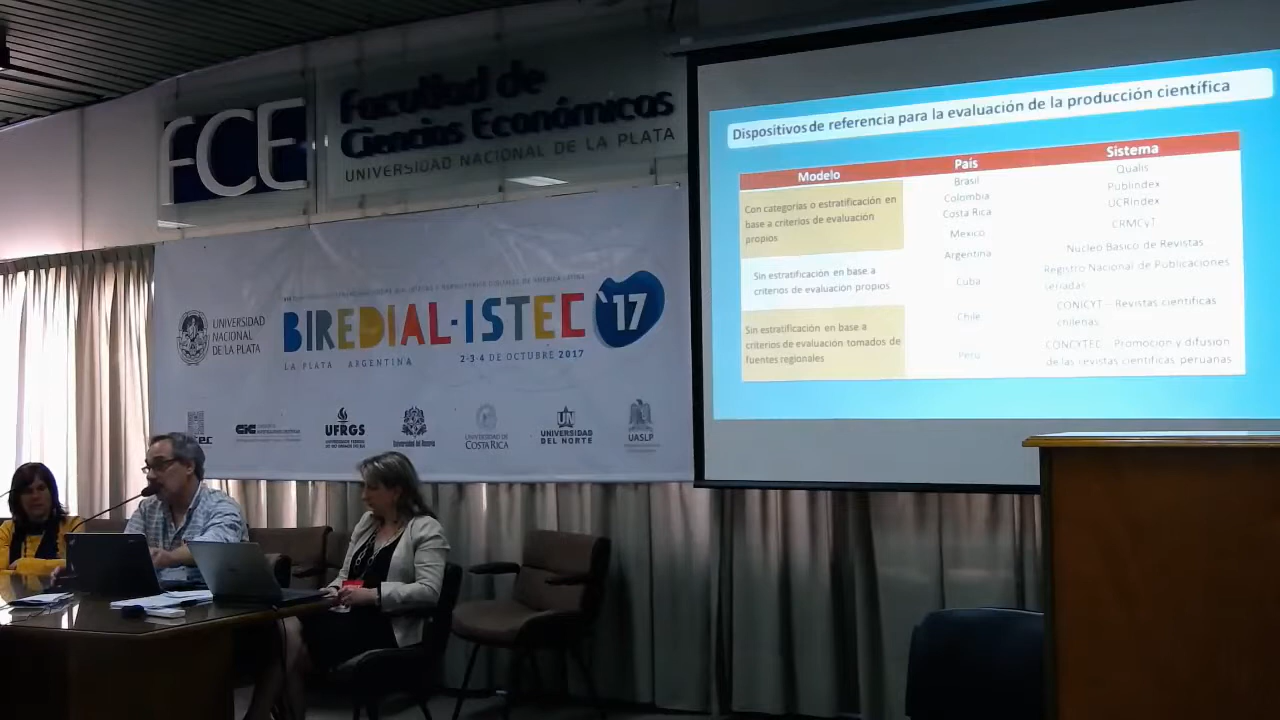 FCE
Facultad de
Ciencias Económicas
UNIVERSIDAD NACIONAL DE LA PLATA
UNIVERSIDAD
NACIONAL
DE LA PLATA
BIREDIAL-ISTEC '17
LA PLATA ARGENTINA
2-3-4 DE OCTUBRE 2017
CIC
UFRGS
UNIVERSIDAD DE
COSTA RICA
UNIVERSIDAD
DEL NORTE
UASLP
Dispositivos de referencia para la evaluación de la producción científica
Modelo País Sistema
Con categorías o estratificación en
base a criterios de evaluación
propios
Brasil Qualis
Colombia Publindex
Costa Rica UCRIndex
Mexico CRMCyT
Sin estratificación en base a
criterios de evaluación propios
Argentina Núcleo Básico de Revistas
Cuba Registro Nacional de Publicaciones
seriadas
Sin estratificación en base a
criterios de evaluación tomados de
fuentes regionales
Chile CONICYT - Revistas científicas
chilenas
Perú CONCYTEC - Promoción y difusión
de las revistas científicas peruanas